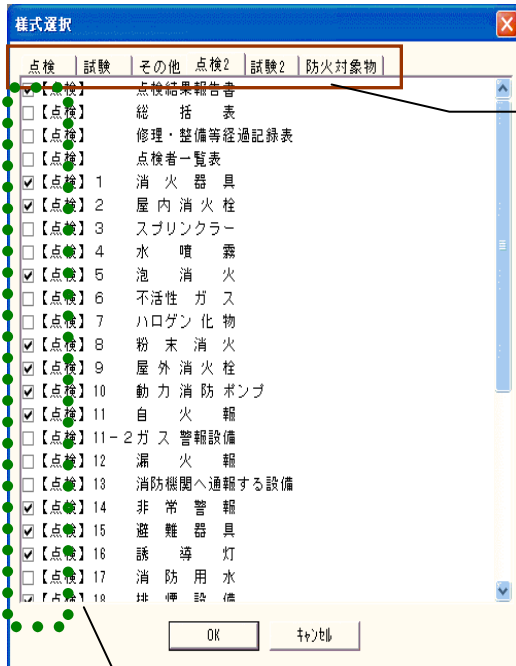 様式選択
点検 試験 その他 点検2 試験2 防火対象物
【点検】 点検結果報告書
【点検】 総括表
【点検】 修理・整備等経過記録表
【点検】 点検者一覧表
【点検】1 消火器具
【点検】2 屋内消火栓
【点検】3 スプリンクラー
【点検】4 水噴霧
【点検】5 泡消火
【点検】6 不活性ガス
【点検】7 ハロゲン化物
【点検】8 粉末消火
【点検】9 屋外消火栓
【点検】10 動力消防ポンプ
【点検】11 自火報
【点検】11-2ガス警報設備
【点検】12 漏火報
【点検】13 消防機関へ通報する設備
【点検】14 非常警報
【点検】15 避難器具
【点検】16 誘導灯
【点検】17 消防用水
【点検】18 排煙設備
OK キャンセル